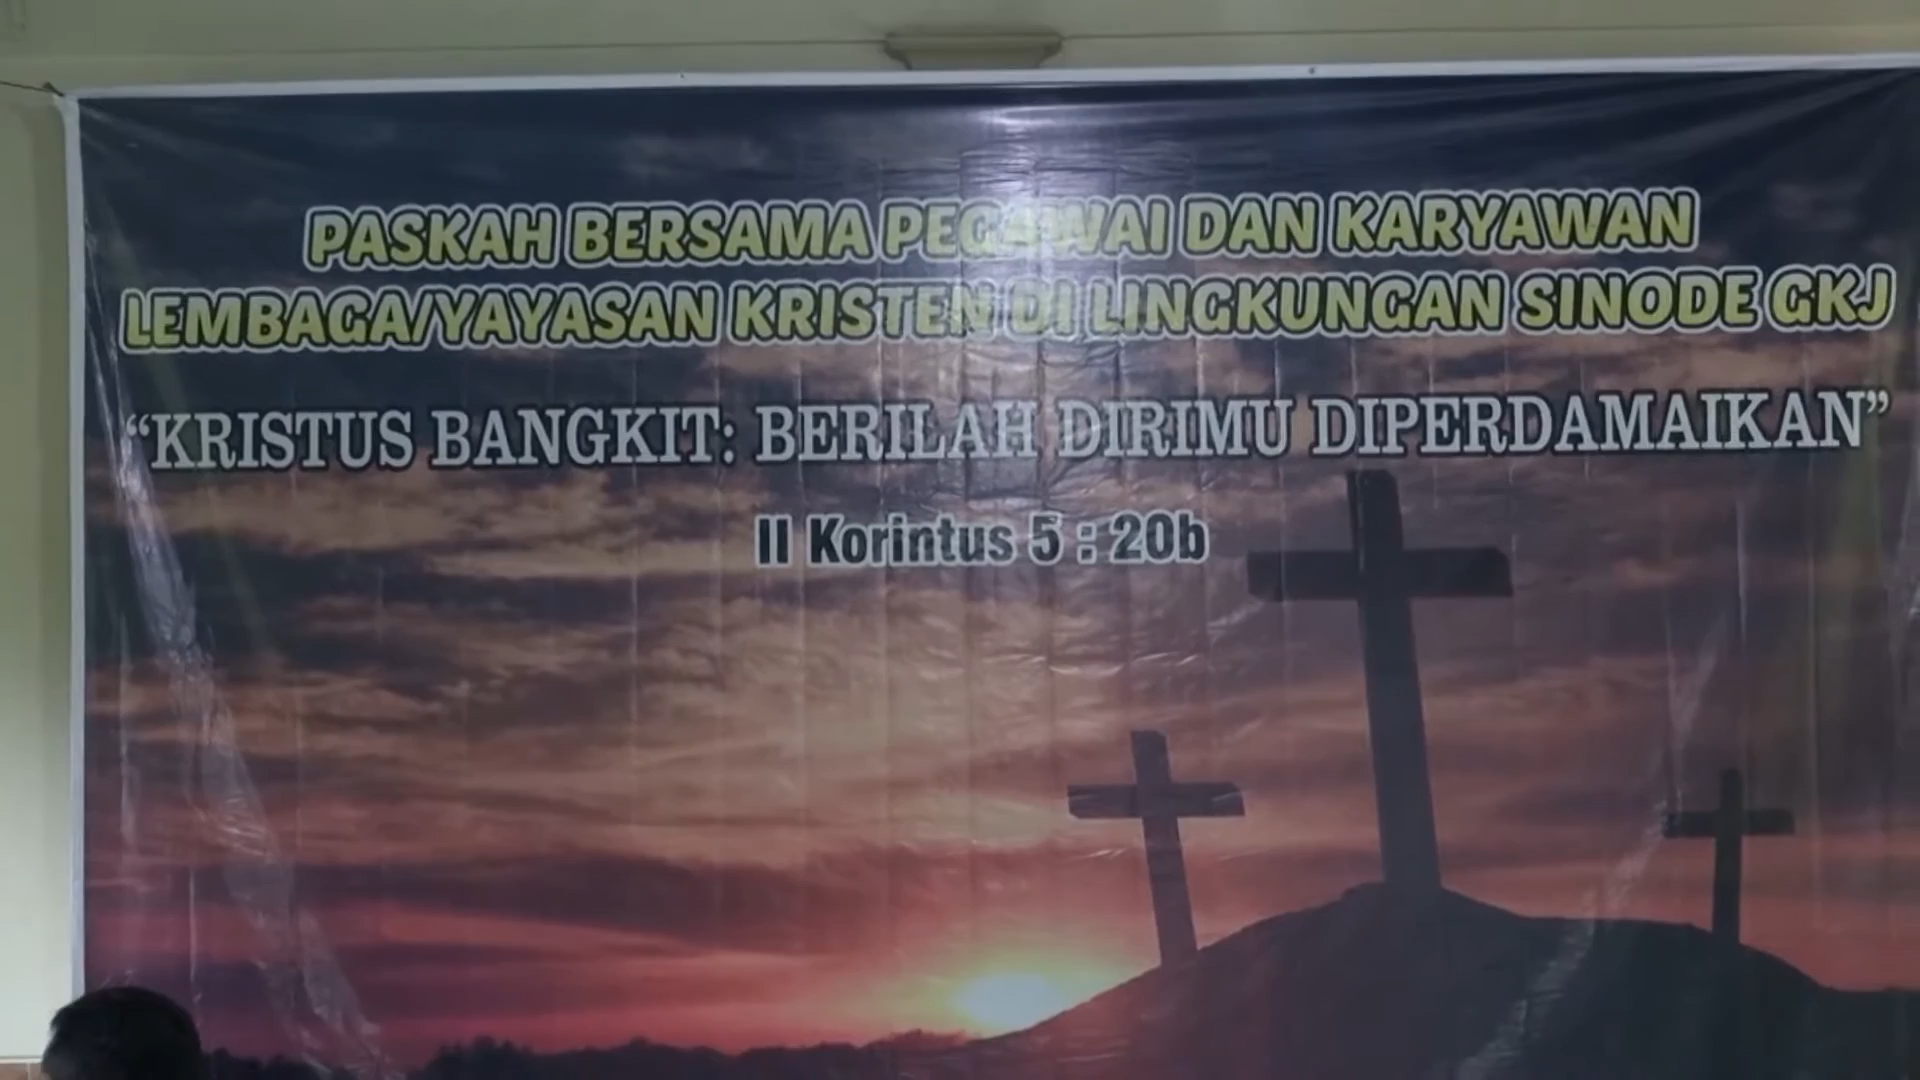 PASKAH BERSAMA PEGAWAI DAN KARYAWAN
LEMBAGA/YAYASAN KRISTEN DI LINGKUNGAN SINODE GKJ
“KRISTUS BANGKIT: BERILAH DIRIMU DIPERDAMAIKAN”
II Korintus 5 : 20b